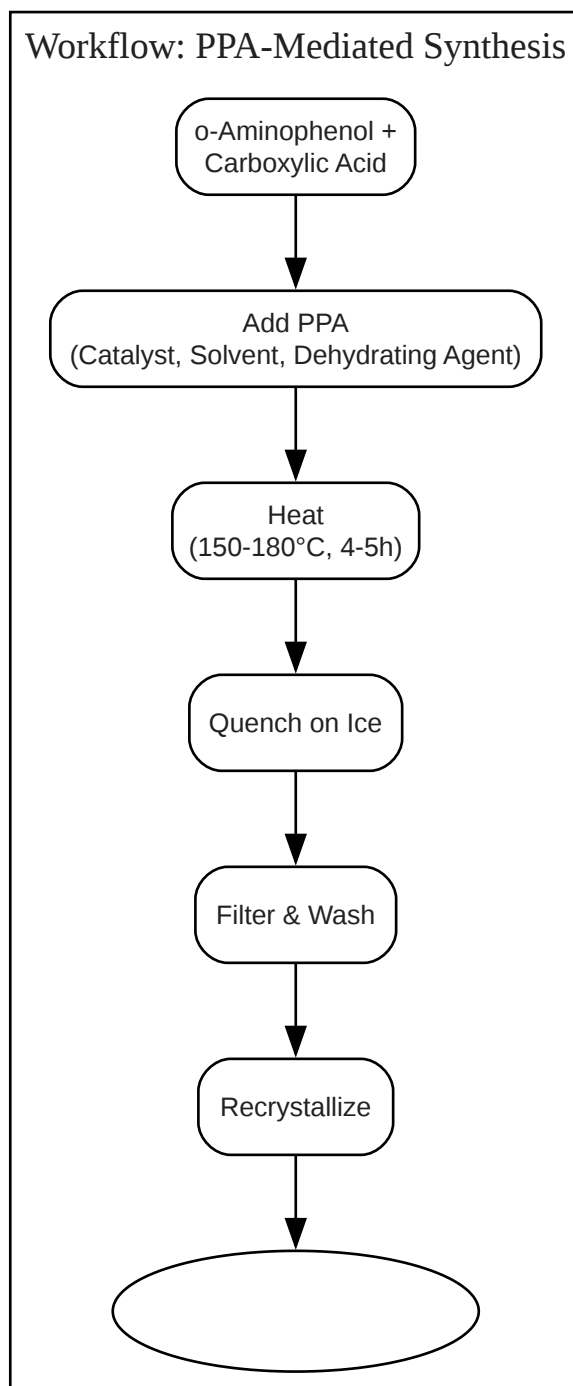 Workflow: PPA-Mediated Synthesis
o-Aminophenol +
Carboxylic Acid
Add PPA
(Catalyst, Solvent, Dehydrating Agent)
Heat
(150-180°C, 4-5h)
Quench on Ice
Filter & Wash
Recrystallize